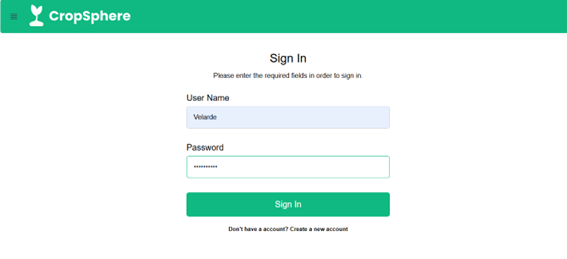 CropSphere
Sign In
Please enter the required fields in order to sign in.
User Name
Velarde
Password
••••••••••
Sign In
Don't have a account? Create a new account